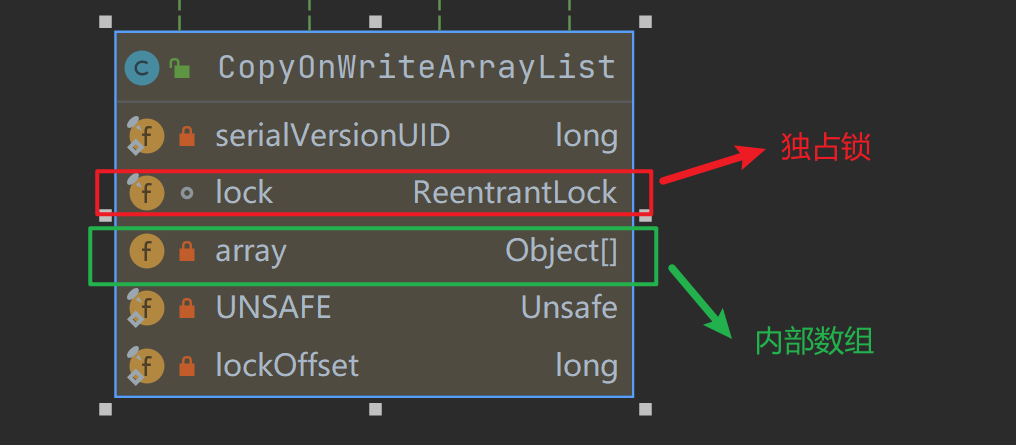 CopyOnWriteArrayList
serialVersionUID long
lock ReentrantLock
独占锁
array Object[]
UNSAFE Unsafe
内部数组
lockOffset long